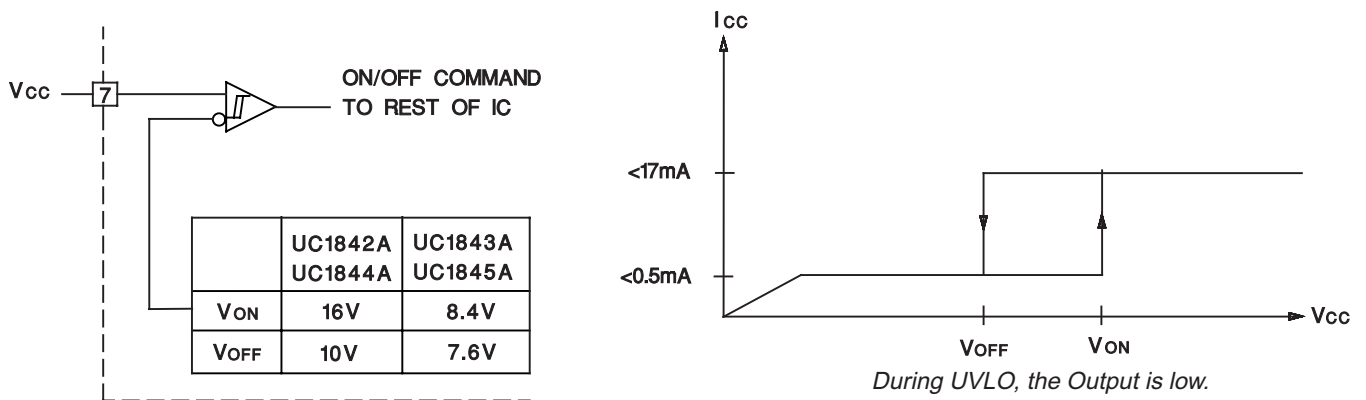 Vcc
7
ON/OFF COMMAND
TO REST OF IC
UC1842A UC1843A
UC1844A UC1845A
VON 16V 8.4V
VOFF 10V 7.6V
Icc
<17mA
<0.5mA
VOFF VON
Vcc
During UVLO, the Output is low.